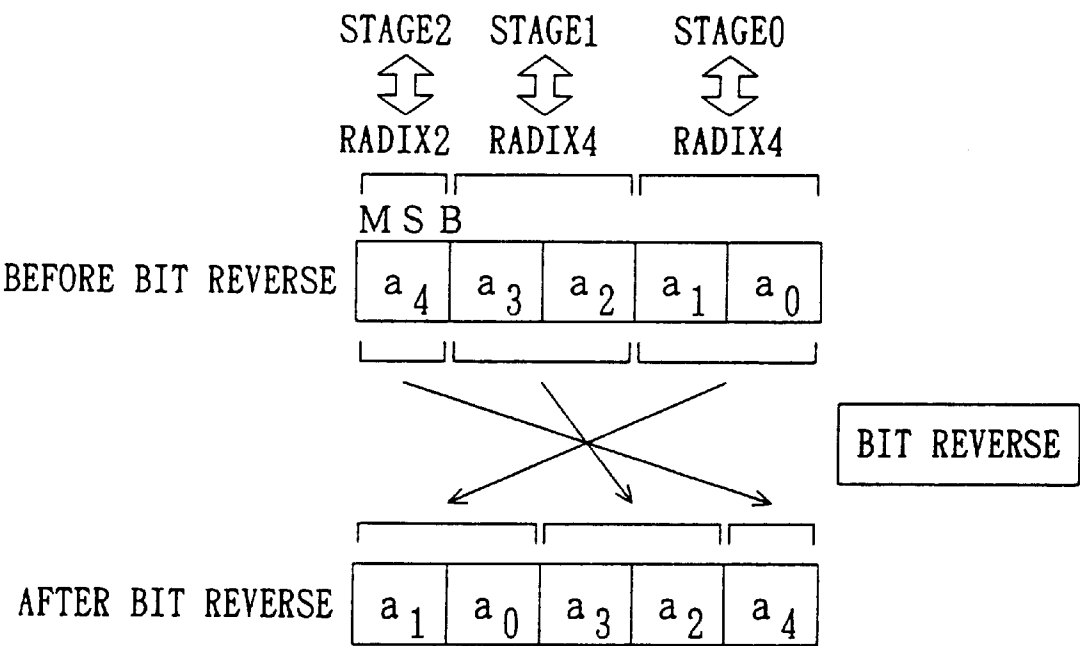 STAGE2 STAGE1 STAGE0
RADIX2 RADIX4 RADIX4
MSB
BEFORE BIT REVERSE a4 a3 a2 a1 a0
BIT REVERSE
AFTER BIT REVERSE a1 a0 a3 a2 a4